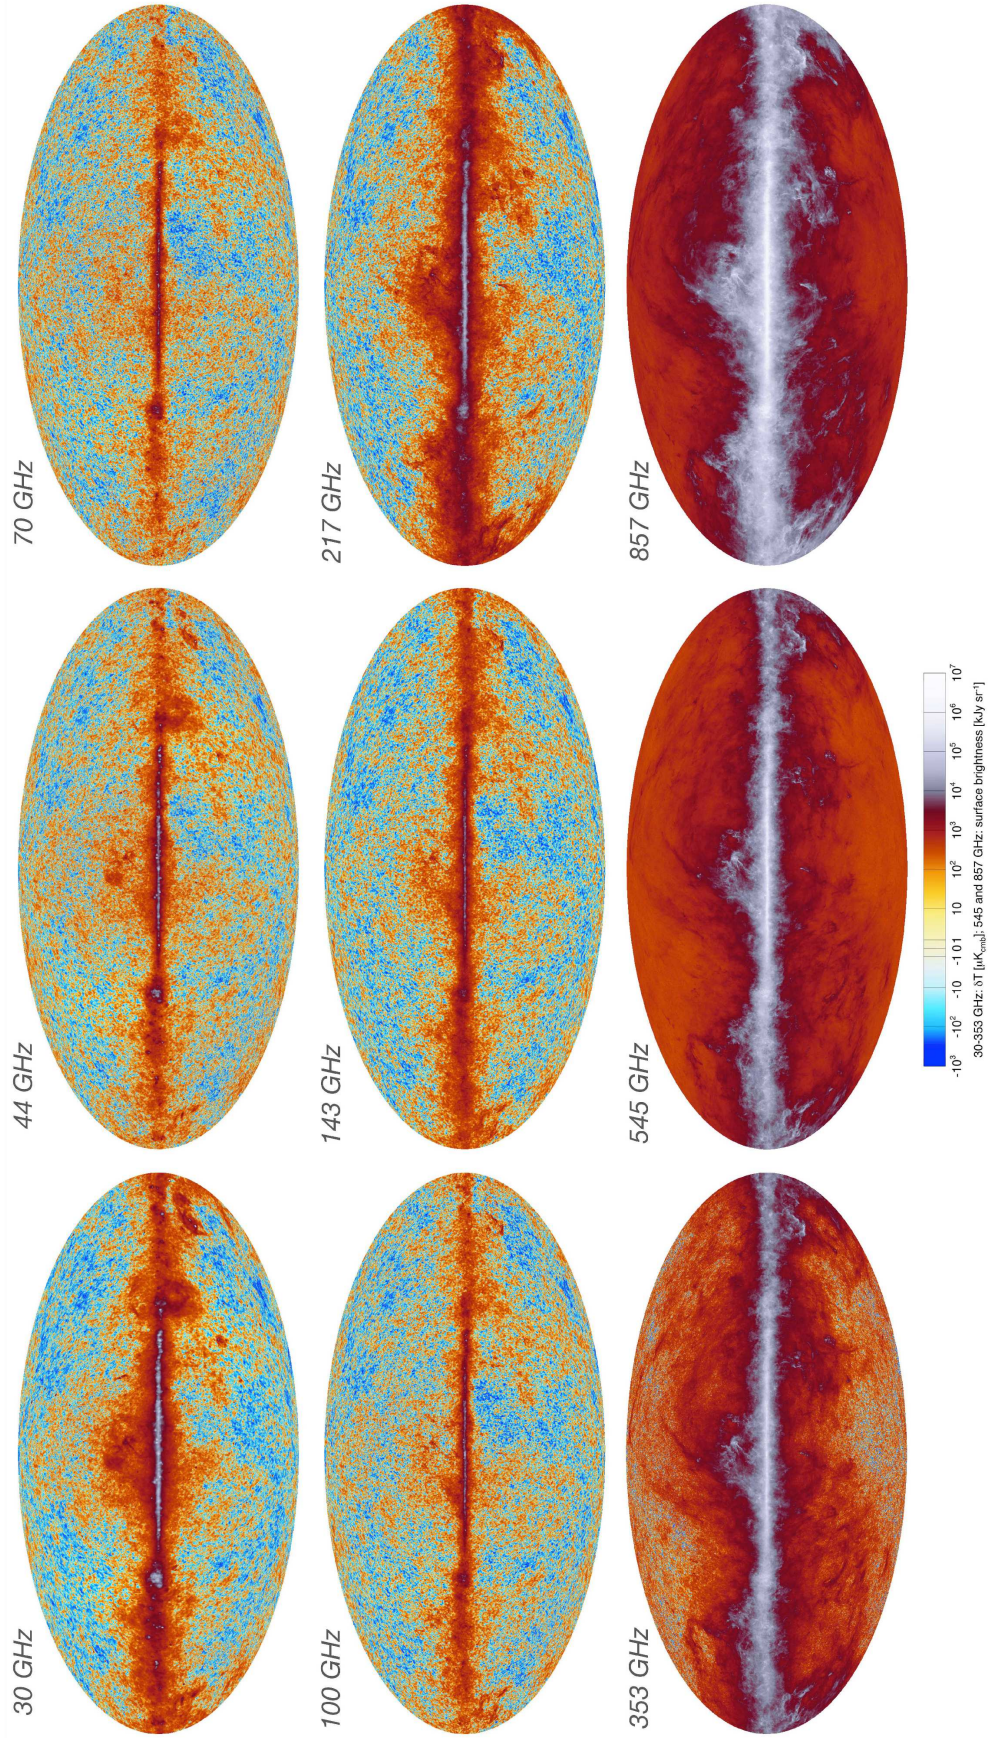 30 GHz
44 GHz
70 GHz
100 GHz
143 GHz
217 GHz
353 GHz
545 GHz
857 GHz
-10³ -10² -10 -1 0 1 10 10² 10³ 10⁴ 10⁵ 10⁶ 10⁷
30-353 GHz: δT [μK_cmb]; 545 and 857 GHz: surface brightness [kJy sr⁻¹]